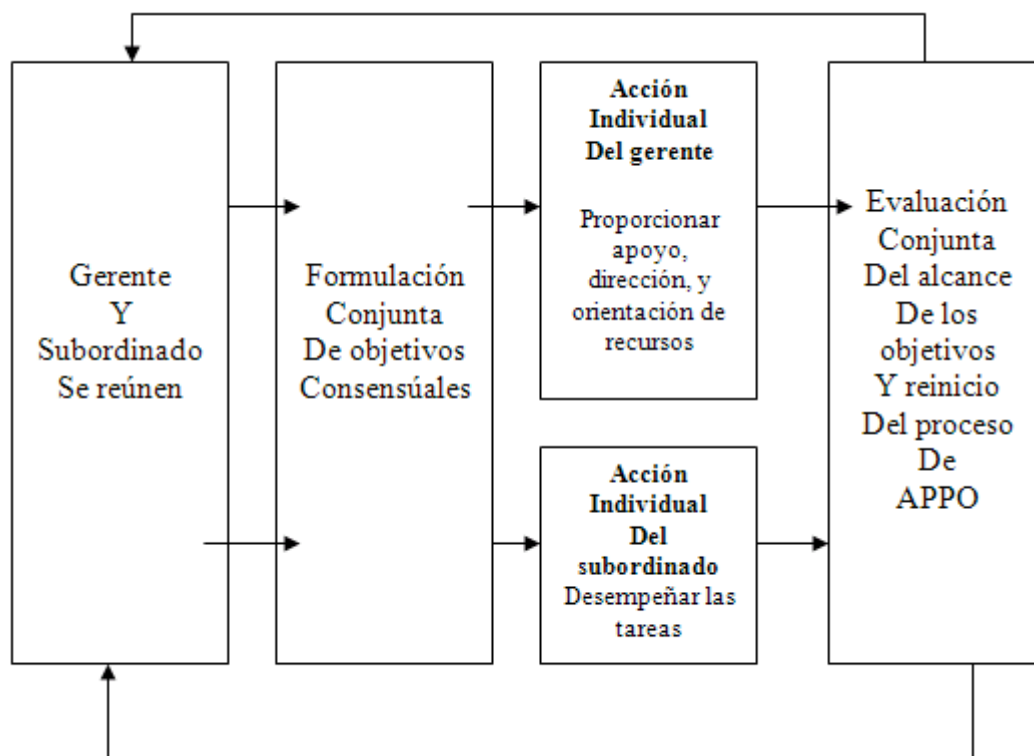 Gerente
Y
Subordinado
Se reúnen
Formulación
Conjunta
De objetivos
Consensúales
Acción
Individual
Del gerente
Proporcionar
apoyo,
dirección, y
orientación de
recursos
Acción
Individual
Del
subordinado
Desempeñar las
tareas
Evaluación
Conjunta
Del alcance
De los
objetivos
Y reinicio
Del proceso
De
APPO